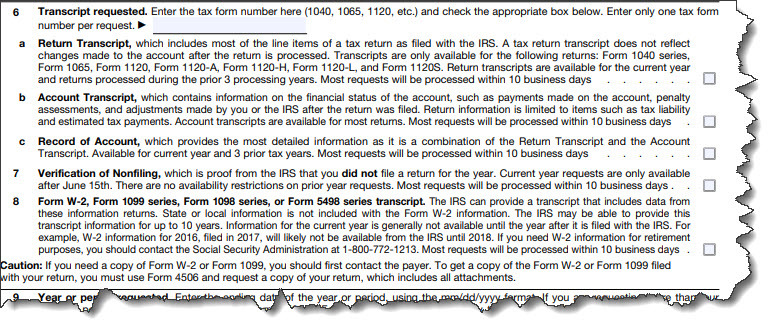 6 Transcript requested. Enter the tax form number here (1040, 1065, 1120, etc.) and check the appropriate box below. Enter only one tax form
number per request. ▶
a Return Transcript, which includes most of the line items of a tax return as filed with the IRS. A tax return transcript does not reflect
changes made to the account after the return is processed. Transcripts are only available for the following returns: Form 1040 series,
Form 1065, Form 1120, Form 1120-A, Form 1120-H, Form 1120-L, and Form 1120S. Return transcripts are available for the current year
and returns processed during the prior 3 processing years. Most requests will be processed within 10 business days . . . . . .
b Account Transcript, which contains information on the financial status of the account, such as payments made on the account, penalty
assessments, and adjustments made by you or the IRS after the return was filed. Return information is limited to items such as tax liability
and estimated tax payments. Account transcripts are available for most returns. Most requests will be processed within 10 business days .
c Record of Account, which provides the most detailed information as it is a combination of the Return Transcript and the Account
Transcript. Available for current year and 3 prior tax years. Most requests will be processed within 10 business days . . . . . .
7 Verification of Nonfiling, which is proof from the IRS that you did not file a return for the year. Current year requests are only available
after June 15th. There are no availability restrictions on prior year requests. Most requests will be processed within 10 business days . .
8 Form W-2, Form 1099 series, Form 1098 series, or Form 5498 series transcript. The IRS can provide a transcript that includes data from
these information returns. State or local information is not included with the Form W-2 information. The IRS may be able to provide this
transcript information for up to 10 years. Information for the current year is generally not available until the year after it is filed with the IRS. For
example, W-2 information for 2016, filed in 2017, will likely not be available from the IRS until 2018. If you need W-2 information for retirement
purposes, you should contact the Social Security Administration at 1-800-772-1213. Most requests will be processed within 10 business days .
Caution: If you need a copy of Form W-2 or Form 1099, you should first contact the payer. To get a copy of the Form W-2 or Form 1099 filed
with your return, you must use Form 4506 and request a copy of your return, which includes all attachments.
9 Year or requested. Enter the ending date of the year or period, using the mm/dd/yyyy format. If you